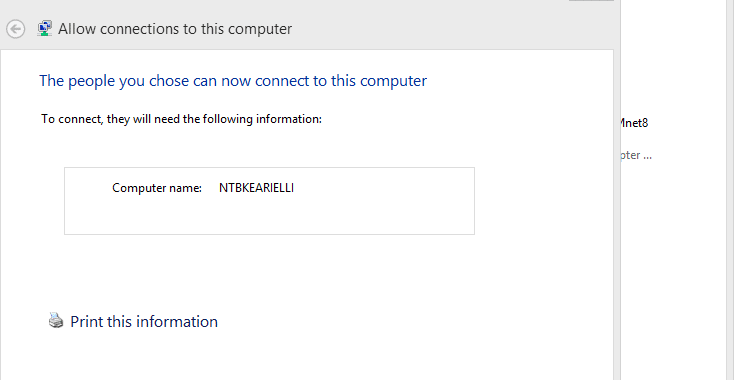 Allow connections to this computer
The people you chose can now connect to this computer
To connect, they will need the following information:
Mnet8
pter ...
Computer name: NTBKEARIELLI
Print this information